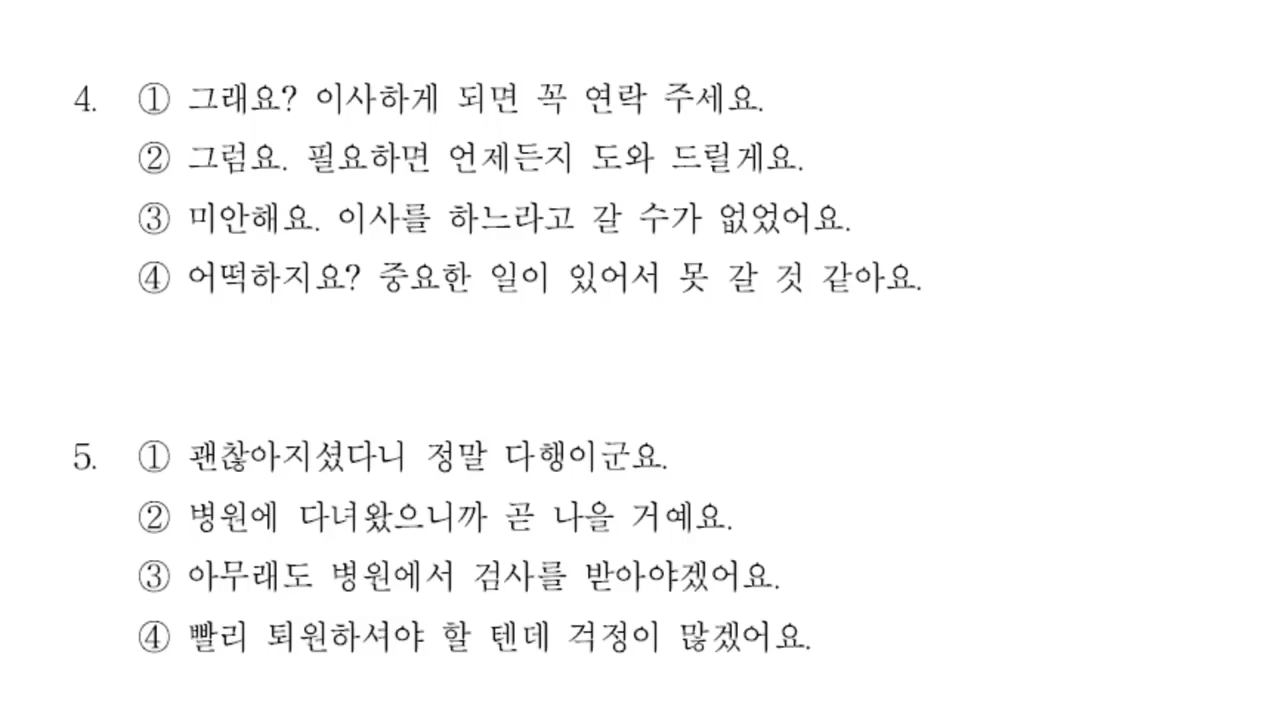 4. ① 그래요? 이사하게 되면 꼭 연락 주세요.
② 그럼요. 필요하면 언제든지 도와 드릴게요.
③ 미안해요. 이사를 하느라고 갈 수가 없었어요.
④ 어떡하지요? 중요한 일이 있어서 못 갈 것 같아요.
5. ① 괜찮아지셨다니 정말 다행이군요.
② 병원에 다녀왔으니까 곧 나을 거예요.
③ 아무래도 병원에서 검사를 받아야겠어요.
④ 빨리 퇴원하셔야 할 텐데 걱정이 많겠어요.